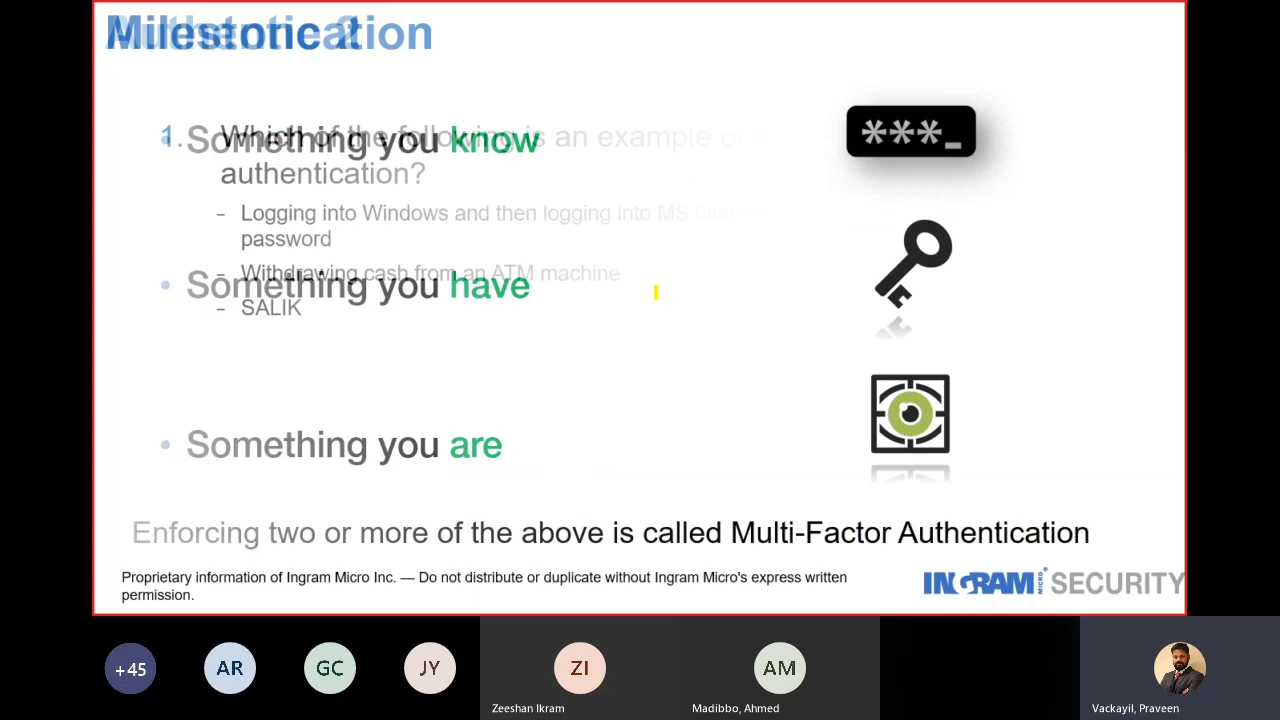 Milestone - 2
Authentication
1. Which of the following is an example of
authentication?
• Something you know
– Logging into Windows and then logging into MS
password
– Withdrawing cash from an ATM machine
• Something you have
– SALIK
• Something you are
Enforcing two or more of the above is called Multi-Factor Authentication
Proprietary information of Ingram Micro Inc. — Do not distribute or duplicate without Ingram Micro's express written
permission.
INGRAM MICRO SECURITY
***_
+45
AR
GC
JY
ZI
AM
Zeeshan Ikram
Madibbo, Ahmed
Vackayil, Praveen